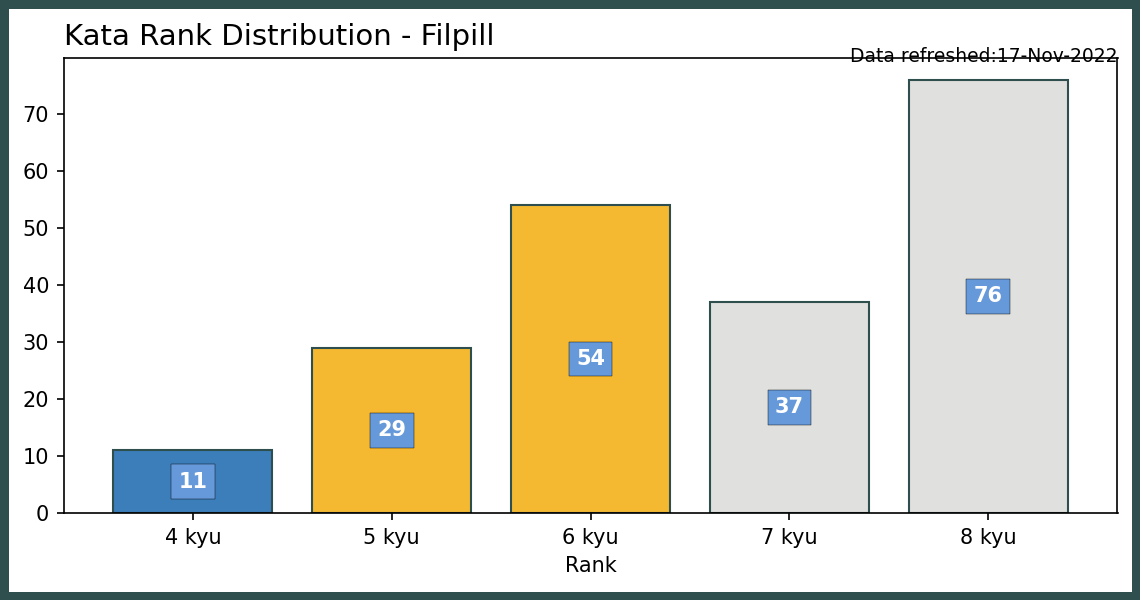 Kata Rank Distribution - Filpill
Data refreshed:17-Nov-2022
70
60
50
40
30
20
10
0
11
29
54
37
76
4 kyu
5 kyu
6 kyu
7 kyu
8 kyu
Rank